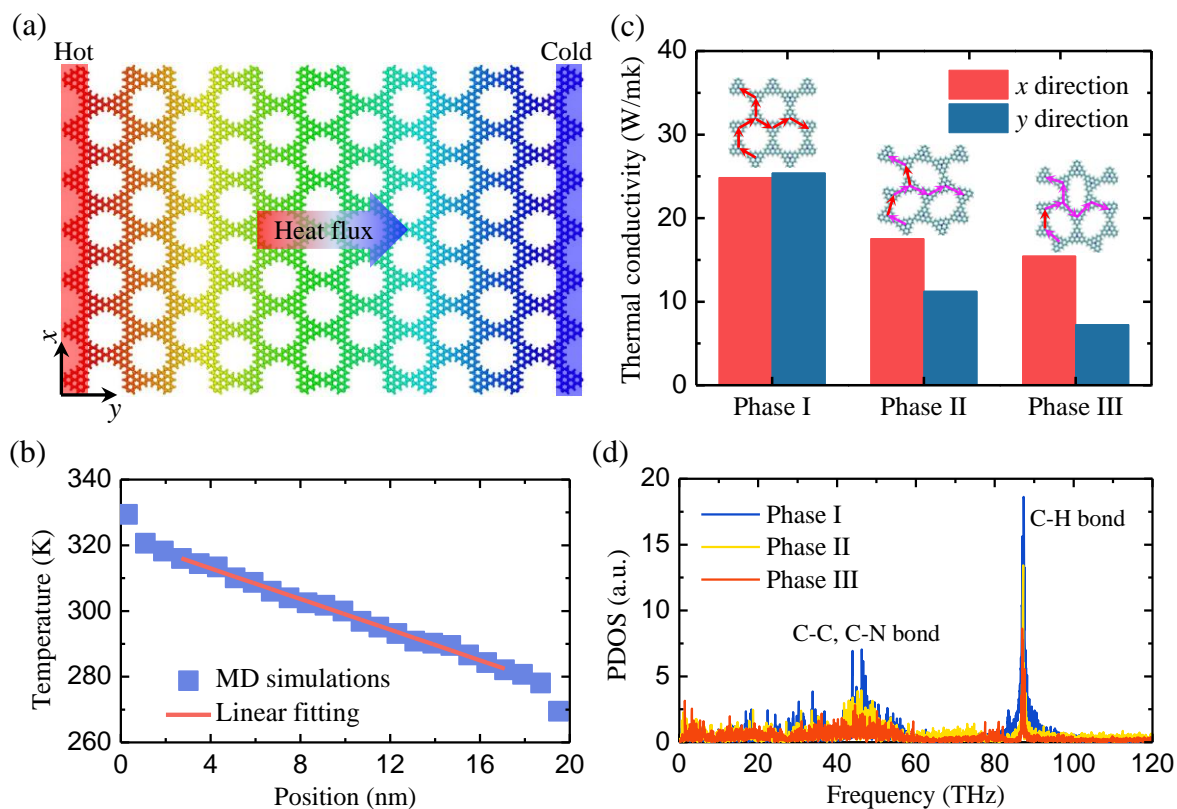 (a)
Hot
Cold
Heat flux
x
y
(b)
Temperature (K)
340
320
300
280
260
MD simulations
Linear fitting
0
4
8
12
16
20
Position (nm)
(c)
Thermal conductivity (W/mk)
40
30
20
10
0
x direction
y direction
Phase I
Phase II
Phase III
(d)
PDOS (a.u.)
20
15
10
5
0
Phase I
Phase II
Phase III
C-H bond
C-C, C-N bond
0
20
40
60
80
100
120
Frequency (THz)